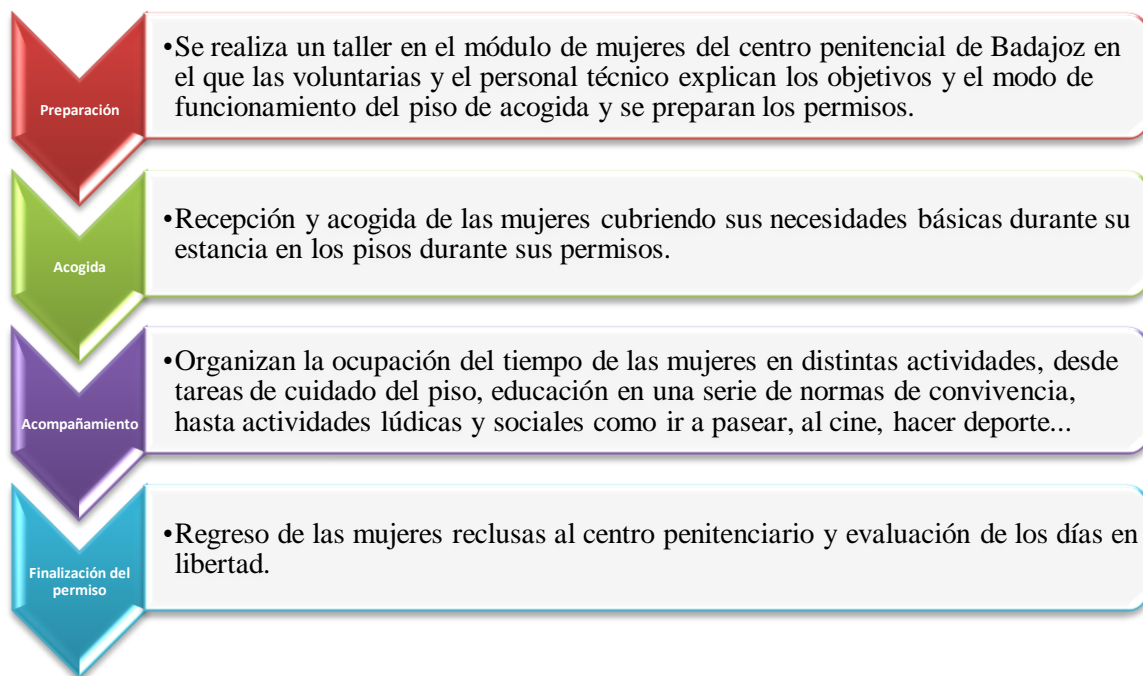 Preparación
•Se realiza un taller en el módulo de mujeres del centro penitencial de Badajoz en
el que las voluntarias y el personal técnico explican los objetivos y el modo de
funcionamiento del piso de acogida y se preparan los permisos.
Acogida
•Recepción y acogida de las mujeres cubriendo sus necesidades básicas durante su
estancia en los pisos durante sus permisos.
Acompañamiento
•Organizan la ocupación del tiempo de las mujeres en distintas actividades, desde
tareas de cuidado del piso, educación en una serie de normas de convivencia,
hasta actividades lúdicas y sociales como ir a pasear, al cine, hacer deporte...
Finalización del
permiso
•Regreso de las mujeres reclusas al centro penitenciario y evaluación de los días en
libertad.